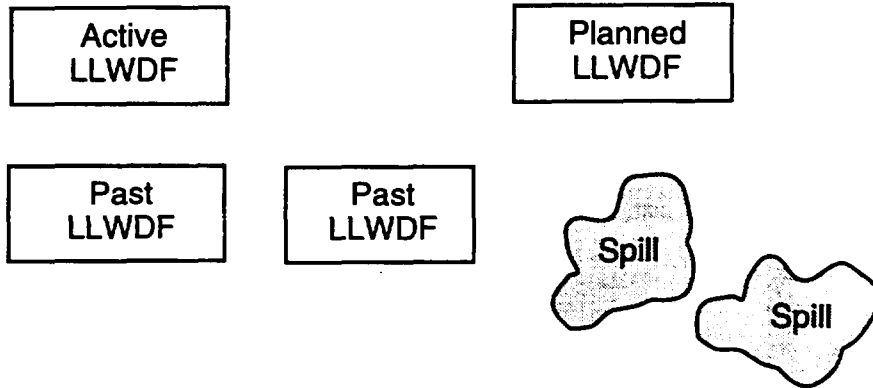 Active
LLWDF
Planned
LLWDF
Past
LLWDF
Past
LLWDF
Spill
Spill